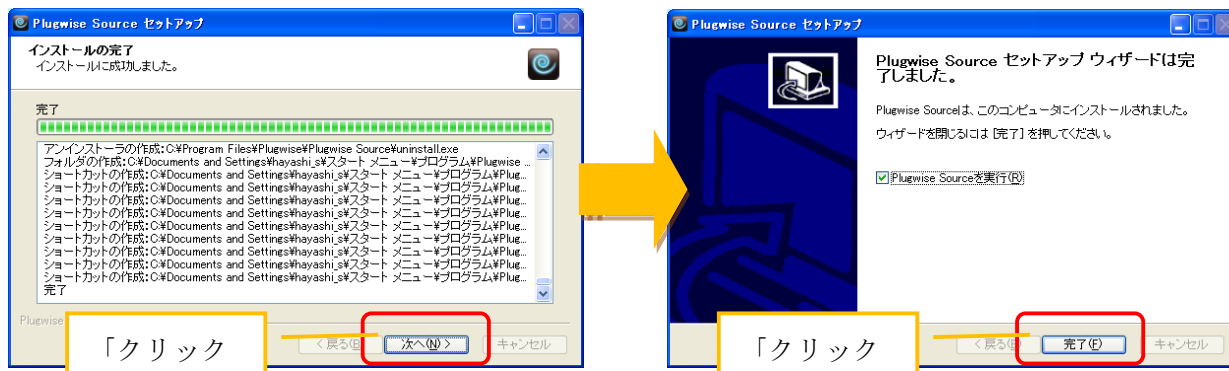 Plugwise Source セットアップ
インストールの完了
インストールに成功しました。
完了
アンインストーラの作成:C:¥Program Files¥Plugwise¥Plugwise Source¥uninstall.exe
フォルダの作成:C:¥Documents and Settings¥hayashi_s¥スタート メニュー¥プログラム¥Plugwise ...
ショートカットの作成:C:¥Documents and Settings¥hayashi_s¥スタート メニュー¥プログラム¥Plug...
ショートカットの作成:C:¥Documents and Settings¥hayashi_s¥スタート メニュー¥プログラム¥Plug...
ショートカットの作成:C:¥Documents and Settings¥hayashi_s¥スタート メニュー¥プログラム¥Plug...
ショートカットの作成:C:¥Documents and Settings¥hayashi_s¥スタート メニュー¥プログラム¥Plug...
ショートカットの作成:C:¥Documents and Settings¥hayashi_s¥スタート メニュー¥プログラム¥Plug...
ショートカットの作成:C:¥Documents and Settings¥hayashi_s¥スタート メニュー¥プログラム¥Plug...
ショートカットの作成:C:¥Documents and Settings¥hayashi_s¥スタート メニュー¥プログラム¥Plug...
ショートカットの作成:C:¥Documents and Settings¥hayashi_s¥スタート メニュー¥プログラム¥Plug...
ショートカットの作成:C:¥Documents and Settings¥hayashi_s¥スタート メニュー¥プログラム¥Plug...
完了
Plugwise
「クリック
< 戻る(B) 次へ(N) > キャンセル
Plugwise Source セットアップ
Plugwise Source セットアップ ウィザードは完
了しました。
Plugwise Sourceは、このコンピュータにインストールされました。
ウィザードを閉じるには [完了] を押してください。
Plugwise Sourceを実行(R)
「クリック
< 戻る(B) 完了(F) キャンセル